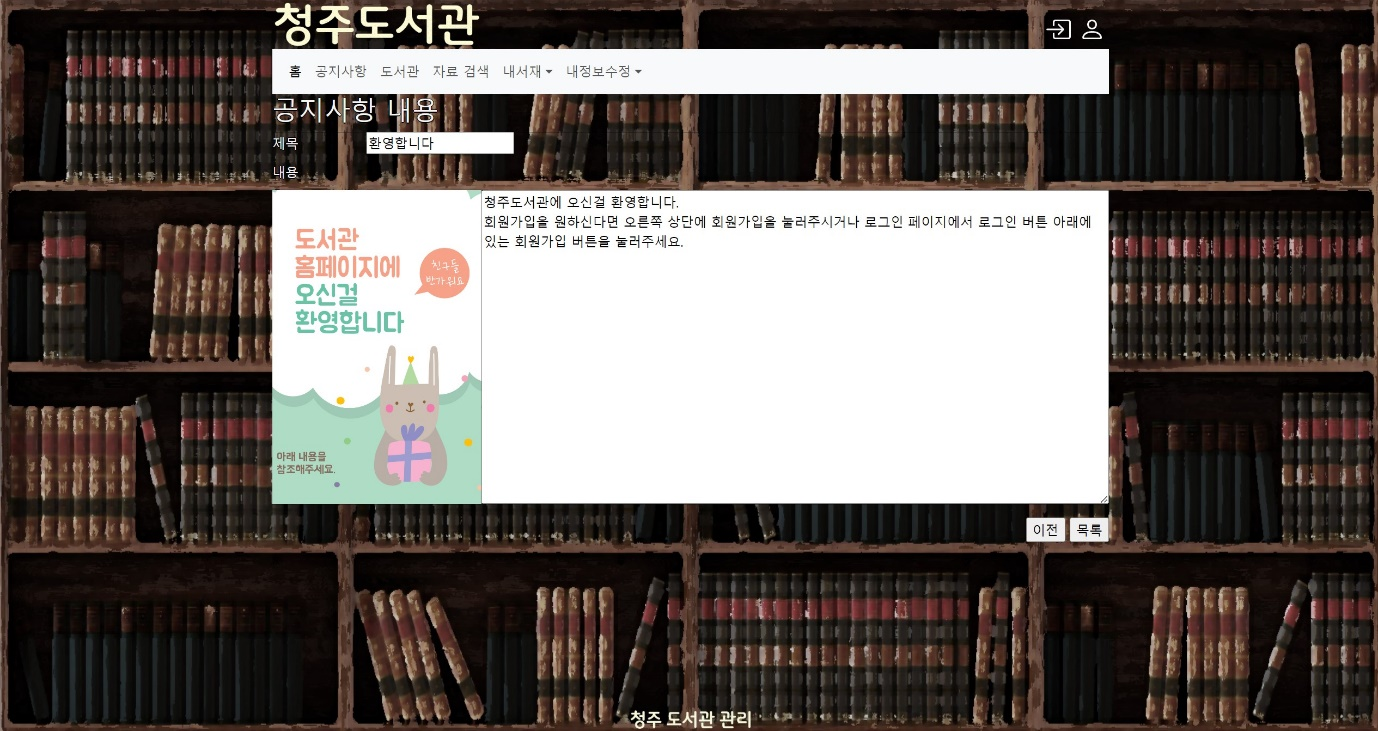 청주도서관
홈 공지사항 도서관 자료 검색 내서재 내정보수정
공지사항 내용
제목 환영합니다
내용
도서관
홈페이지에
오신걸
환영합니다
친구들
반가워요
아래 내용을
참조해주세요.
청주도서관에 오신걸 환영합니다.
회원가입을 원하신다면 오른쪽 상단에 회원가입을 눌러주시거나 로그인 페이지에서 로그인 버튼 아래에
있는 회원가입 버튼을 눌러주세요.
이전 목록
청주 도서관 관리